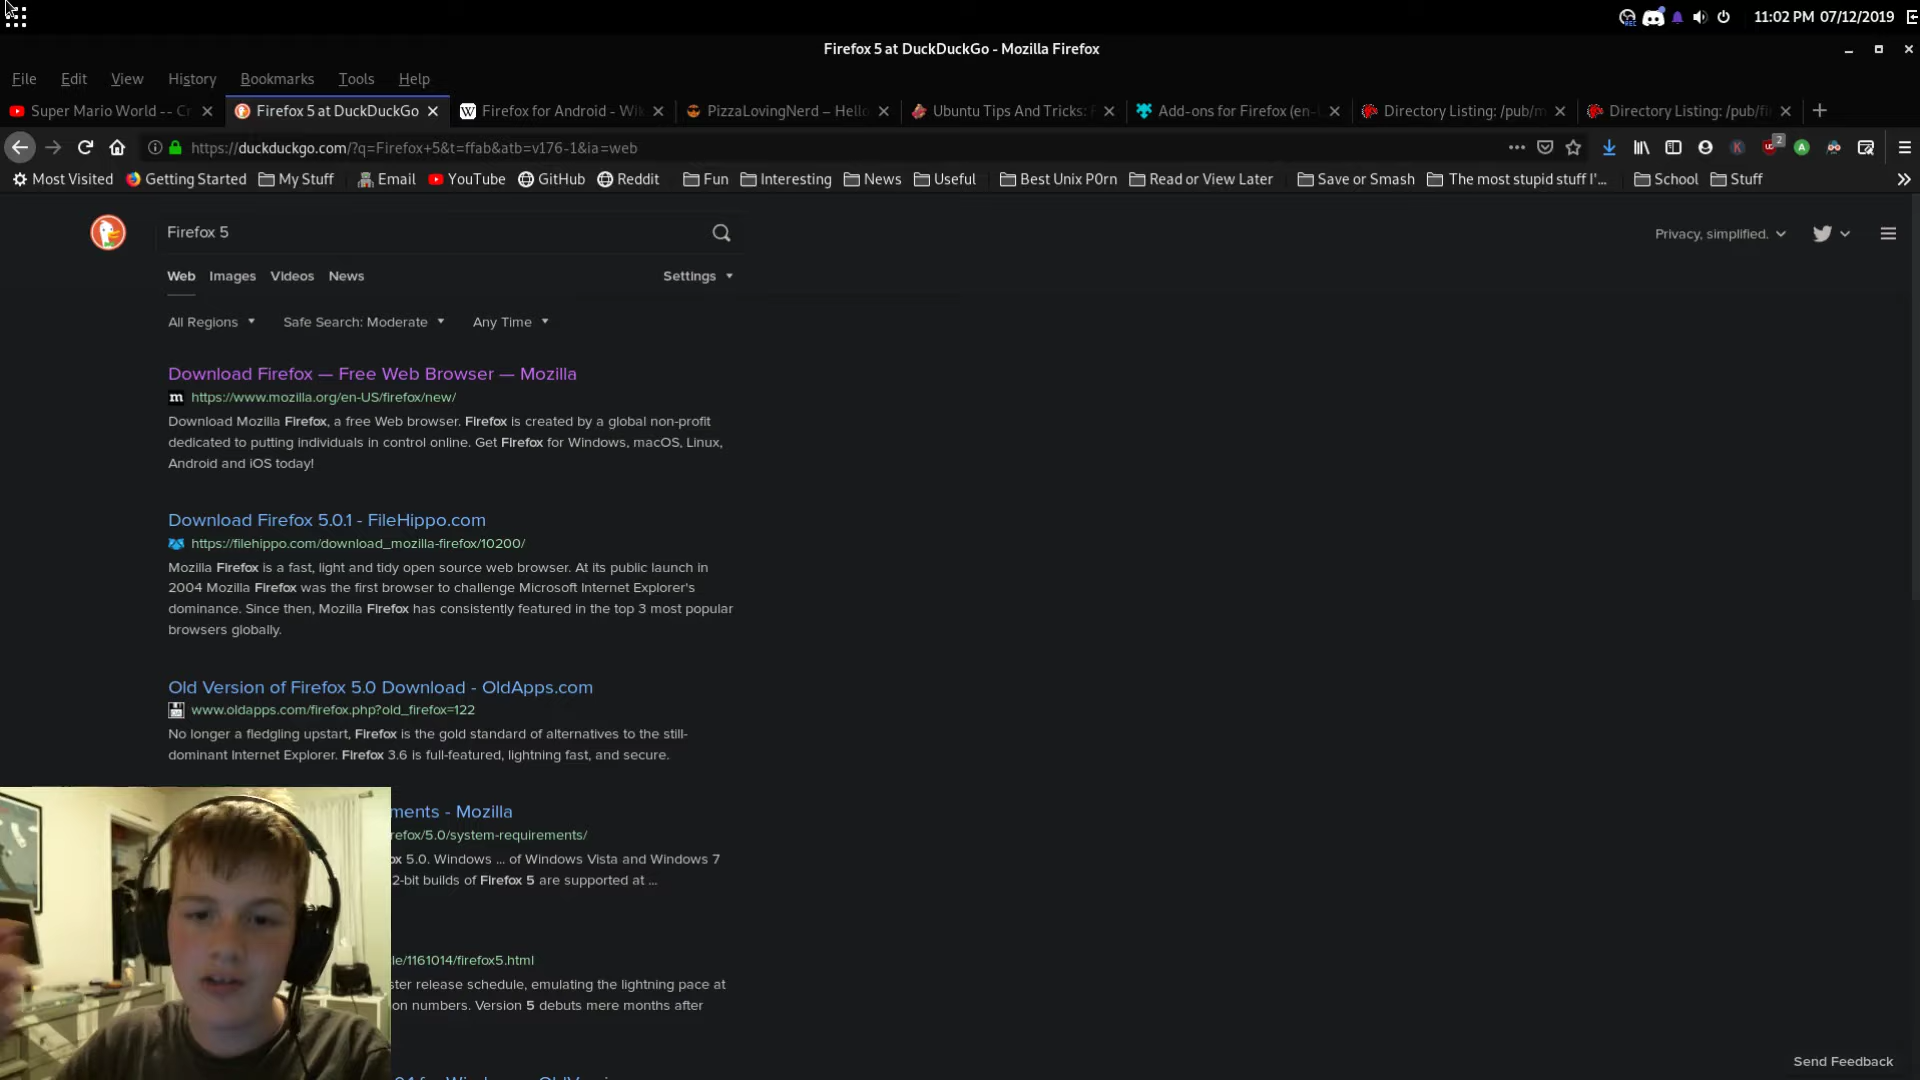 11:02 PM 07/12/2019
Firefox 5 at DuckDuckGo - Mozilla Firefox
File Edit View History Bookmarks Tools Help
Super Mario World -- Cr Firefox 5 at DuckDuckGo Firefox for Android - Wik PizzaLovingNerd – Hello Ubuntu Tips And Tricks: Add-ons for Firefox (en- Directory Listing: /pub/m Directory Listing: /pub/fi
https://duckduckgo.com/?q=Firefox+5&t=ffab&atb=v176-1&ia=web
2
Most Visited Getting Started My Stuff Email YouTube GitHub Reddit Fun Interesting News Useful Best Unix P0rn Read or View Later Save or Smash The most stupid stuff I'... School Stuff
Firefox 5
Privacy, simplified.
Web Images Videos News Settings
All Regions Safe Search: Moderate Any Time
Download Firefox — Free Web Browser — Mozilla
m https://www.mozilla.org/en-US/firefox/new/
Download Mozilla Firefox, a free Web browser. Firefox is created by a global non-profit
dedicated to putting individuals in control online. Get Firefox for Windows, macOS, Linux,
Android and iOS today!
Download Firefox 5.0.1 - FileHippo.com
https://filehippo.com/download_mozilla-firefox/10200/
Mozilla Firefox is a fast, light and tidy open source web browser. At its public launch in
2004 Mozilla Firefox was the first browser to challenge Microsoft Internet Explorer's
dominance. Since then, Mozilla Firefox has consistently featured in the top 3 most popular
browsers globally.
Old Version of Firefox 5.0 Download - OldApps.com
www.oldapps.com/firefox.php?old_firefox=122
No longer a fledgling upstart, Firefox is the gold standard of alternatives to the still-
dominant Internet Explorer. Firefox 3.6 is full-featured, lightning fast, and secure.
ments - Mozilla
refox/5.0/system-requirements/
ox 5.0. Windows ... of Windows Vista and Windows 7
2-bit builds of Firefox 5 are supported at ...
le/1161014/firefox5.html
ster release schedule, emulating the lightning pace at
on numbers. Version 5 debuts mere months after
Send Feedback